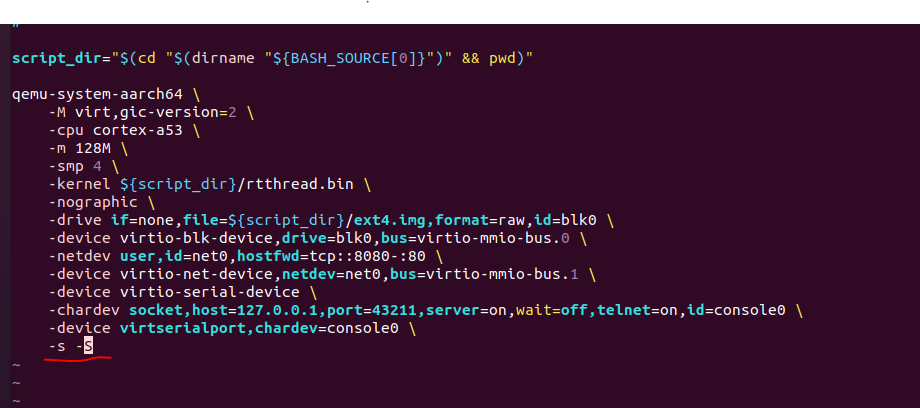 #
script_dir="$(cd "$(dirname "${BASH_SOURCE[0]}")" && pwd)"
qemu-system-aarch64 \
-M virt,gic-version=2 \
-cpu cortex-a53 \
-m 128M \
-smp 4 \
-kernel ${script_dir}/rtthread.bin \
-nographic \
-drive if=none,file=${script_dir}/ext4.img,format=raw,id=blk0 \
-device virtio-blk-device,drive=blk0,bus=virtio-mmio-bus.0 \
-netdev user,id=net0,hostfwd=tcp::8080-:80 \
-device virtio-net-device,netdev=net0,bus=virtio-mmio-bus.1 \
-device virtio-serial-device \
-chardev socket,host=127.0.0.1,port=43211,server=on,wait=off,telnet=on,id=console0 \
-device virtserialport,chardev=console0 \
-s -S
~
~
~